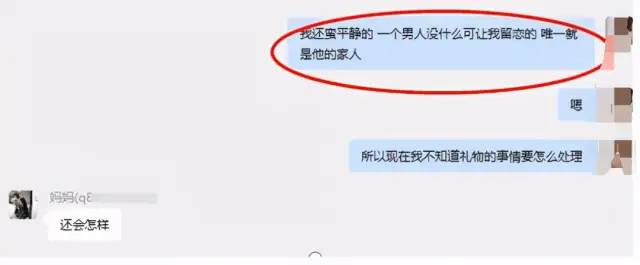 我还蛮平静的 一个男人没什么可让我留恋的 唯一就
是他的家人
嗯
所以现在我不知道礼物的事情要怎么处理
妈妈(q
还会怎样